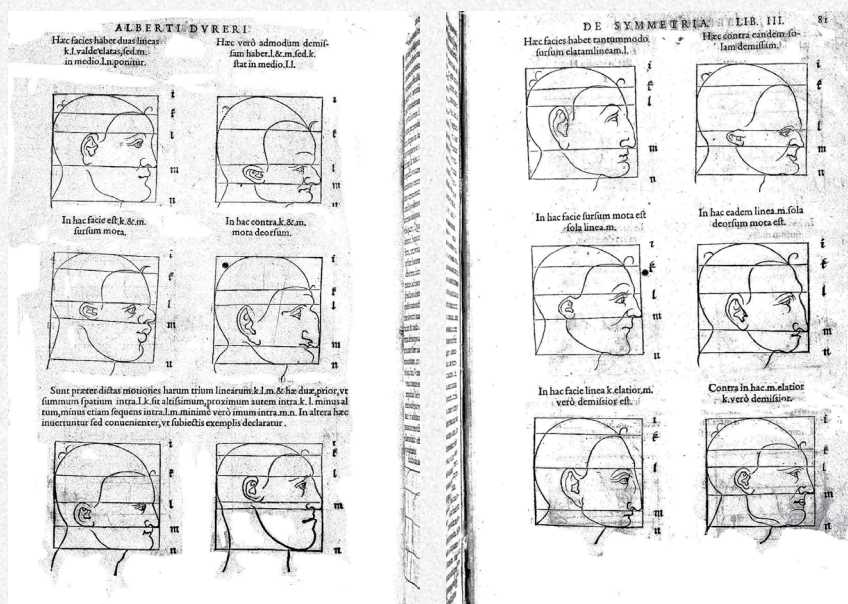 ALBERTI DVRERI
Hæc facies habet duas lineas
k.l. valde elatas, sed.m.
in medio.l.n. ponitur.
Hæc verò admodum demis-
sam habet.l.&.m. sed.k.
stat in medio.i.l.
i
k
l
m
n
i
l
m
n
In hac facie est.k.&.m.
sursum mota.
In hac contra.k.&.m.
mota deorsum.
i
k
l
m
n
i
k
l
m
n
Sunt præter dictas motiones harum trium linearum.k.l.m.& hæ duæ, prior, vt
summum spatium intra.i.k. sit altissimum, proximum autem intra.k.l. minus al
tum, minus etiam sequens intra.l.m. minimè verò imum intra.m.n. In altera hæc
inuertuntur sed conuenienter, vt subiectis exemplis declaratur.
i
k
l
m
n
i
k
l
m
n
DE SYMMETRIA LIB. III. 81
Hæc facies habet tantummodo
sursum elatam lineam.l.
Hæc contra eandem so-
lam demissam.
i
k
l
m
n
i
k
l
m
n
In hac facie sursum mota est
sola linea.m.
In hac eadem linea.m. sola
deorsum mota est.
i
k
l
m
n
i
k
l
m
n
In hac facie linea k. elatior, m.
verò demissior est.
Contra in hac.m. elatior
k. verò demissior.
i
k
l
m
n
i
k
l
m
n